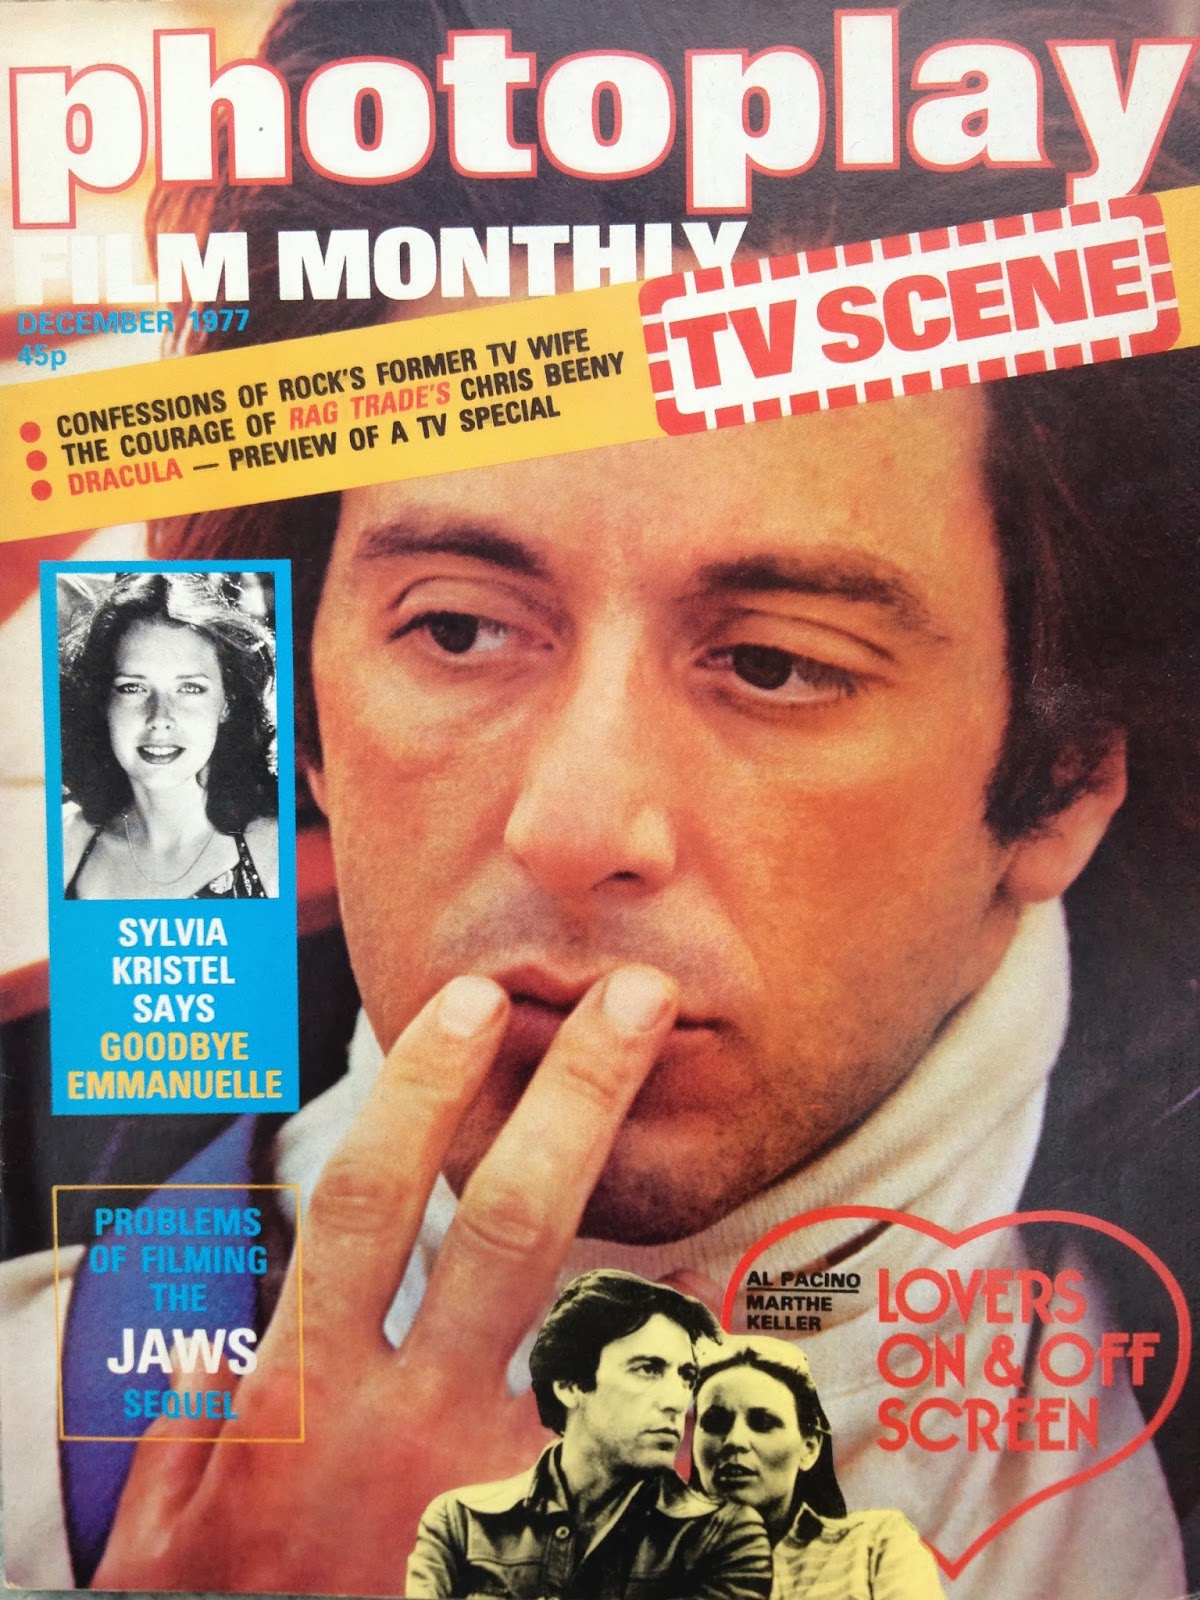 photoplay
FILM MONTHLY
DECEMBER 1977
45p
TV SCENE
● CONFESSIONS OF ROCK'S FORMER TV WIFE
● THE COURAGE OF RAG TRADE'S CHRIS BEENY
● DRACULA — PREVIEW OF A TV SPECIAL
SYLVIA
KRISTEL
SAYS
GOODBYE
EMMANUELLE
PROBLEMS
OF FILMING
THE
JAWS
SEQUEL
AL PACINO
MARTHE
KELLER
LOVERS
ON & OFF
SCREEN